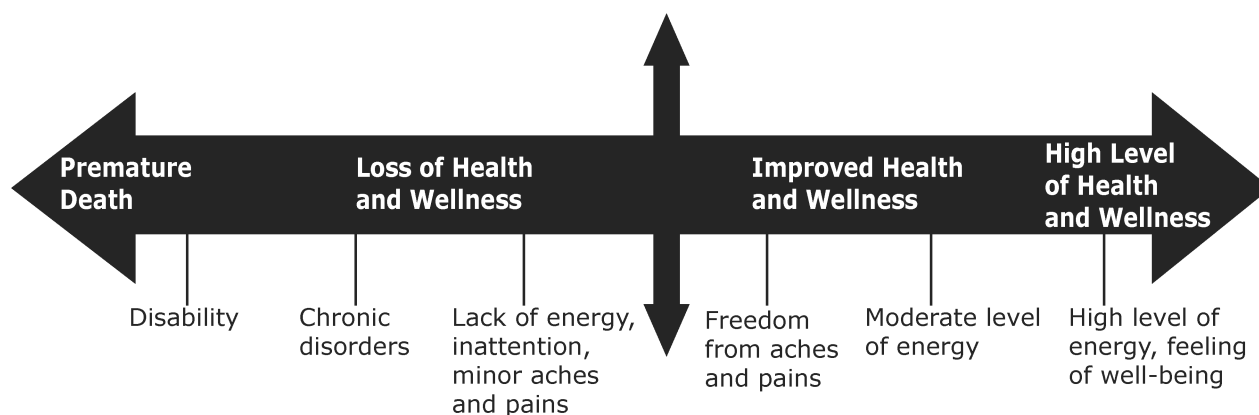 Premature
Death
Loss of Health
and Wellness
Improved Health
and Wellness
High Level
of Health
and Wellness
Disability
Chronic
disorders
Lack of energy,
inattention,
minor aches
and pains
Freedom
from aches
and pains
Moderate level
of energy
High level of
energy, feeling
of well-being